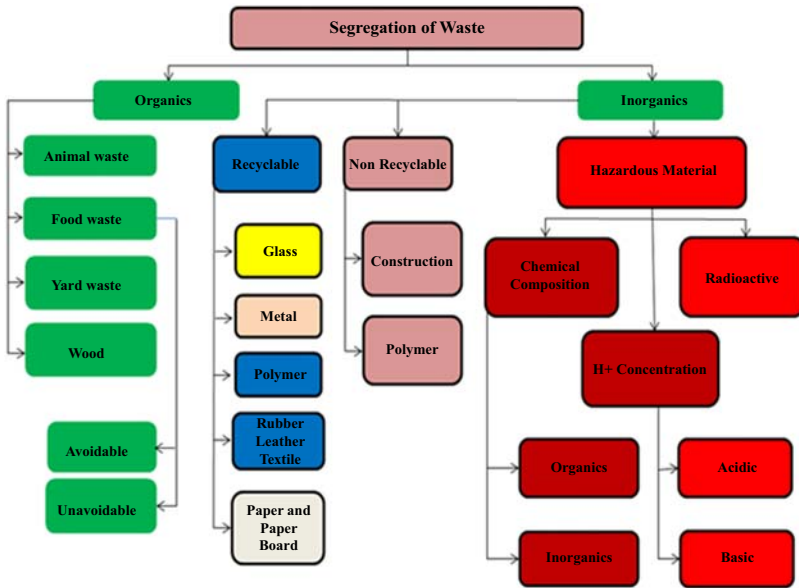 Segregation of Waste
Organics
Inorganics
Animal waste
Food waste
Yard waste
Wood
Avoidable
Unavoidable
Recyclable
Glass
Metal
Polymer
Rubber
Leather
Textile
Paper and
Paper
Board
Non Recyclable
Construction
Polymer
Hazardous Material
Chemical
Composition
Radioactive
H+ Concentration
Organics
Inorganics
Acidic
Basic